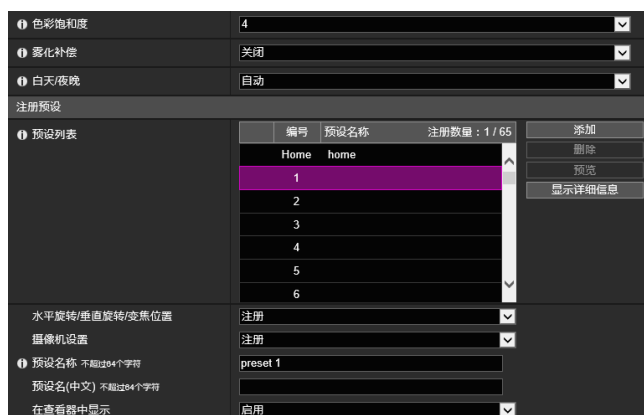 色彩饱和度 4
雾化补偿 关闭
白天/夜晚 自动
注册预设
预设列表 编号 预设名称 注册数量：1 / 65 添加
删除
Home home
预览
1 显示详细信息
2
3
4
5
6
水平旋转/垂直旋转/变焦位置 注册
摄像机设置 注册
预设名称 不超过64个字符 preset 1
预设名(中文) 不超过64个字符
在查看器中显示 启用